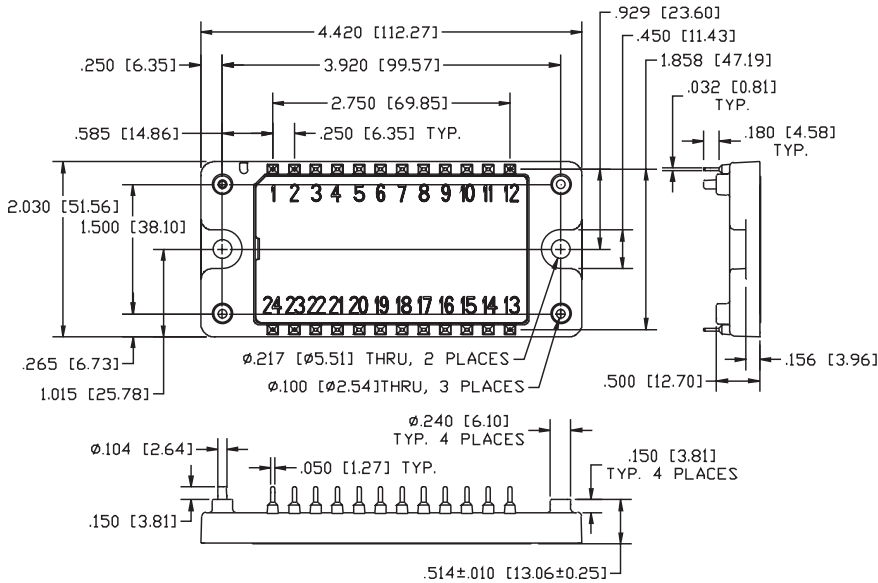 .929 [23.60]
4.420 [112.27]
.450 [11.43]
.250 [6.35]
3.920 [99.57]
1.858 [47.19]
.032 [0.81]
TYP.
2.750 [69.85]
.585 [14.86]
.250 [6.35] TYP.
.180 [4.58]
TYP.
1 2 3 4 5 6 7 8 9 10 11 12
2.030 [51.56]
1.500 [38.10]
24 23 22 21 20 19 18 17 16 15 14 13
.265 [6.73]
ø.217 [ø5.51] THRU, 2 PLACES
.156 [3.96]
1.015 [25.78]
ø.100 [ø2.54]THRU, 3 PLACES
.500 [12.70]
ø.240 [6.10]
TYP. 4 PLACES
ø.104 [2.64]
.050 [1.27] TYP.
.150 [3.81]
TYP. 4 PLACES
.150 [3.81]
.514±.010 [13.06±0.25]